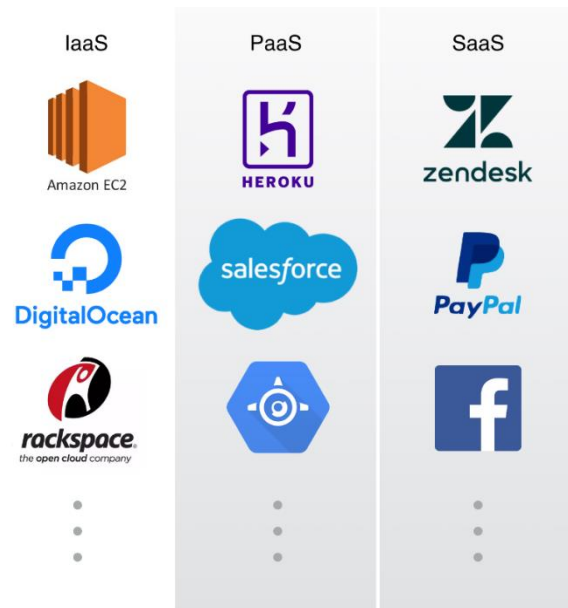 IaaS
PaaS
SaaS
Amazon EC2
HEROKU
zendesk
DigitalOcean
salesforce
PayPal
rackspace.
the open cloud company
f